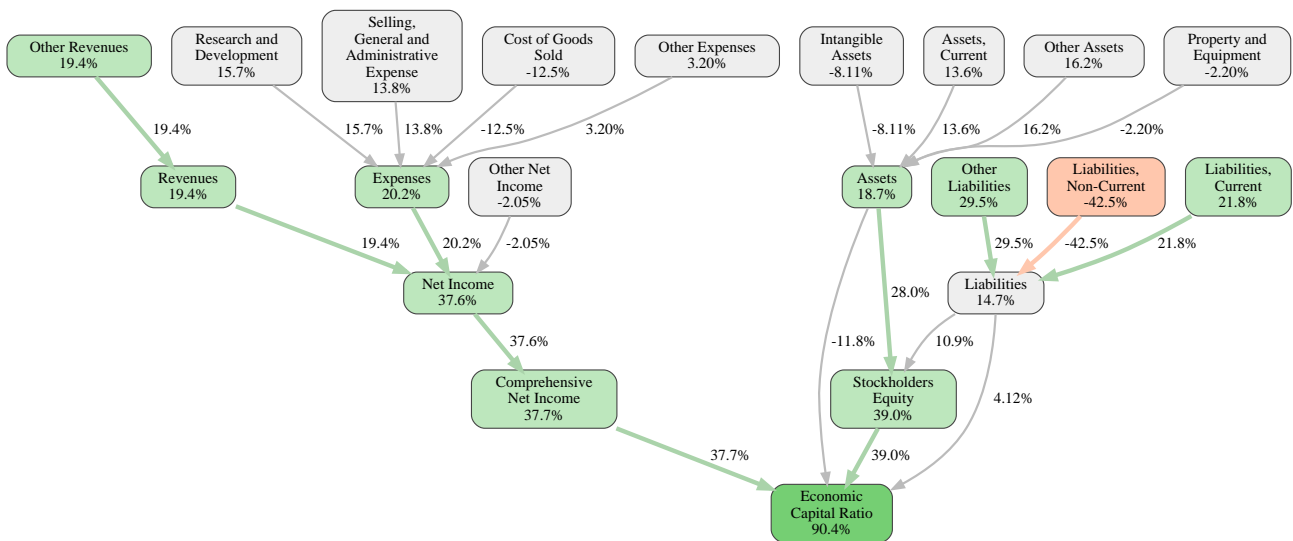 Other Revenues
19.4%
Research and
Development
15.7%
Selling,
General and
Administrative
Expense
13.8%
Cost of Goods
Sold
-12.5%
Other Expenses
3.20%
Intangible
Assets
-8.11%
Assets,
Current
13.6%
Other Assets
16.2%
Property and
Equipment
-2.20%
19.4%
15.7%
13.8%
-12.5%
3.20%
-8.11%
13.6%
16.2%
-2.20%
Revenues
19.4%
Expenses
20.2%
Other Net
Income
-2.05%
Assets
18.7%
Other
Liabilities
29.5%
Liabilities,
Non-Current
-42.5%
Liabilities,
Current
21.8%
19.4%
20.2%
-2.05%
29.5%
-42.5%
21.8%
Net Income
37.6%
28.0%
Liabilities
14.7%
37.6%
-11.8%
10.9%
Comprehensive
Net Income
37.7%
Stockholders
Equity
39.0%
4.12%
37.7%
39.0%
Economic
Capital Ratio
90.4%